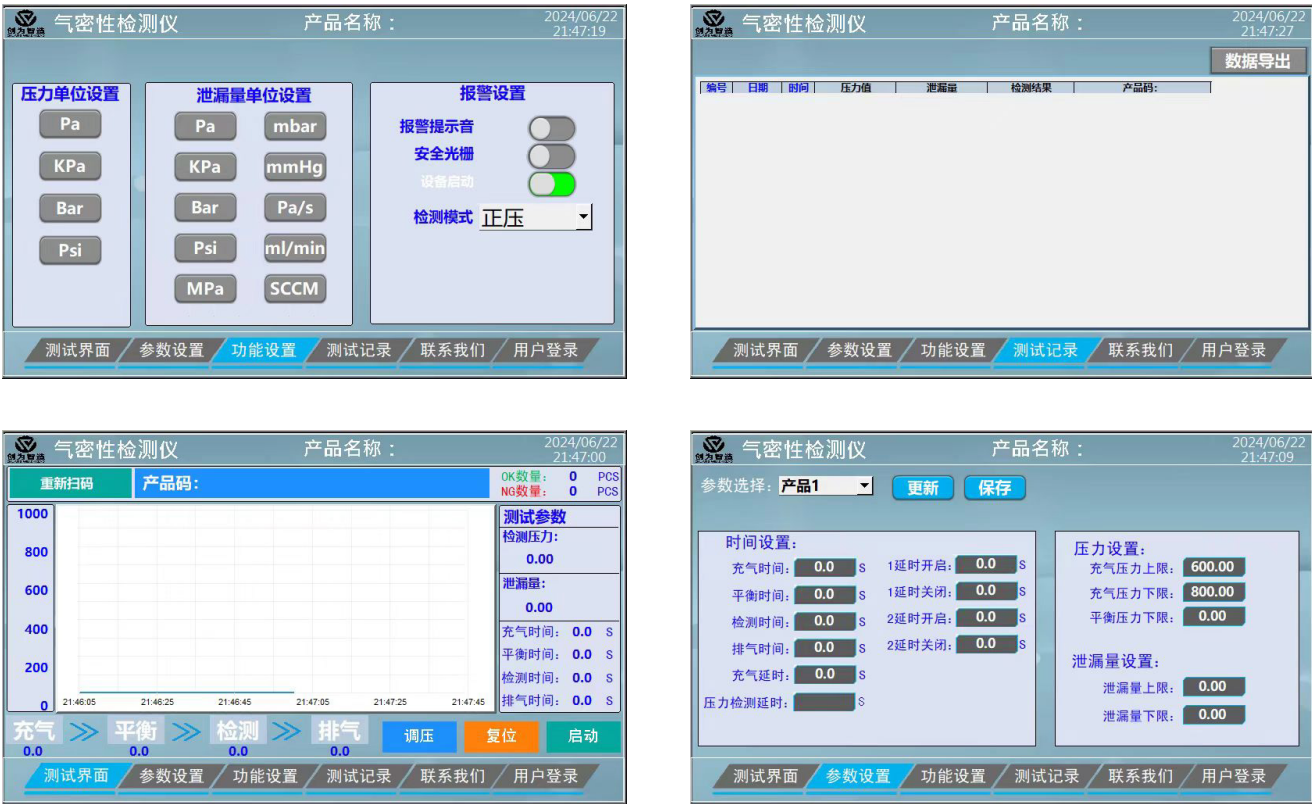 气密性检测仪 产品名称： 2024/06/22
创为智造 21:47:19
压力单位设置 泄漏量单位设置 报警设置
Pa Pa mbar 报警提示音
KPa KPa mmHg 安全光栅
设备启动
Bar Bar Pa/s 检测模式 正压
Psi Psi ml/min
MPa SCCM
测试界面 参数设置 功能设置 测试记录 联系我们 用户登录
气密性检测仪 产品名称： 2024/06/22
创为智造 21:47:27
数据导出
编号 日期 时间 压力值 泄漏量 检测结果 产品码：
测试界面 参数设置 功能设置 测试记录 联系我们 用户登录
气密性检测仪 产品名称： 2024/06/22
创为智造 21:47:00
重新扫码 产品码： OK数量： 0 PCS
NG数量： 0 PCS
1000 测试参数
检测压力：
800 0.00
600 泄漏量：
0.00
400 充气时间： 0.0 S
平衡时间： 0.0 S
200 检测时间： 0.0 S
0 21:46:05 21:46:25 21:46:45 21:47:05 21:47:25 21:47:45 排气时间： 0.0 S
充气 平衡 检测 排气 调压 复位 启动
0.0 0.0 0.0 0.0
测试界面 参数设置 功能设置 测试记录 联系我们 用户登录
气密性检测仪 产品名称： 2024/06/22
创为智造 21:47:09
参数选择： 产品1 更新 保存
时间设置：
充气时间： 0.0 S 1延时开启： 0.0 S
平衡时间： 0.0 S 1延时关闭： 0.0 S
检测时间： 0.0 S 2延时开启： 0.0 S
排气时间： 0.0 S 2延时关闭： 0.0 S
充气延时： 0.0 S
压力检测延时： S
压力设置：
充气压力上限： 600.00
充气压力下限： 800.00
平衡压力下限： 0.00
泄漏量设置：
泄漏量上限： 0.00
泄漏量下限： 0.00
测试界面 参数设置 功能设置 测试记录 联系我们 用户登录